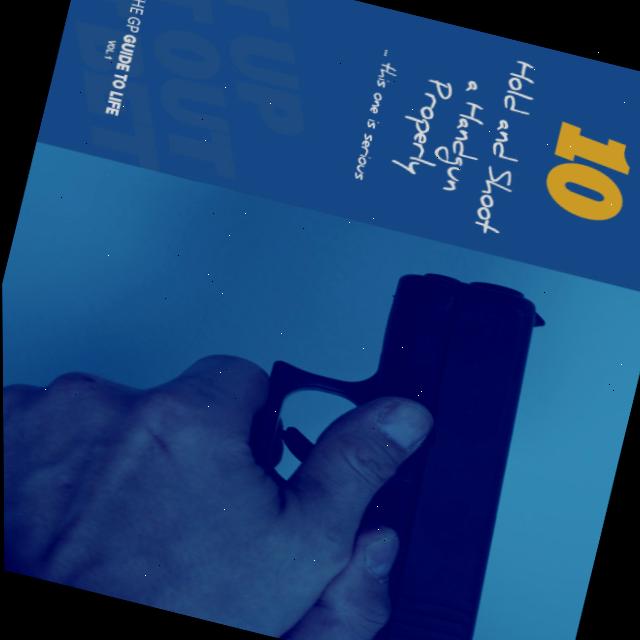 10
Hold and Shoot
a Handgun
Properly
- this one is serious
THE GP GUIDE TO LIFE
VOL. 1